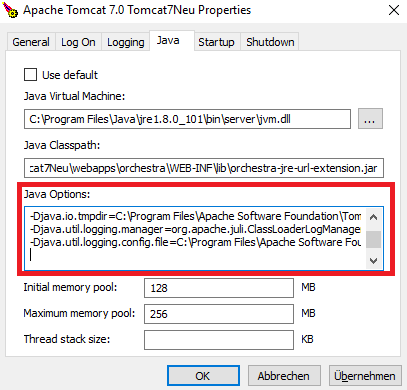 Apache Tomcat 7.0 Tomcat7Neu Properties
General Log On Logging Java Startup Shutdown
Use default
Java Virtual Machine:
C:\Program Files\Java\jre1.8.0_101\bin\server\jvm.dll ...
Java Classpath:
cat7Neu\webapps\orchestra\WEB-INF\lib\orchestra-jre-url-extension.jar
Java Options:
-Djava.io.tmpdir=C:\Program Files\Apache Software Foundation\Tom
-Djava.util.logging.manager=org.apache.juli.ClassLoaderLogManage
-Djava.util.logging.config.file=C:\Program Files\Apache Software Fou
Initial memory pool: 128 MB
Maximum memory pool: 256 MB
Thread stack size: KB
OK Abbrechen Übernehmen